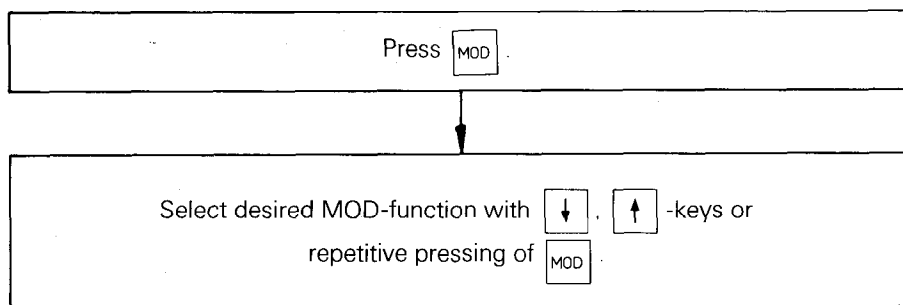 Press MOD .
Select desired MOD-function with ↓ , ↑ -keys or
repetitive pressing of MOD .